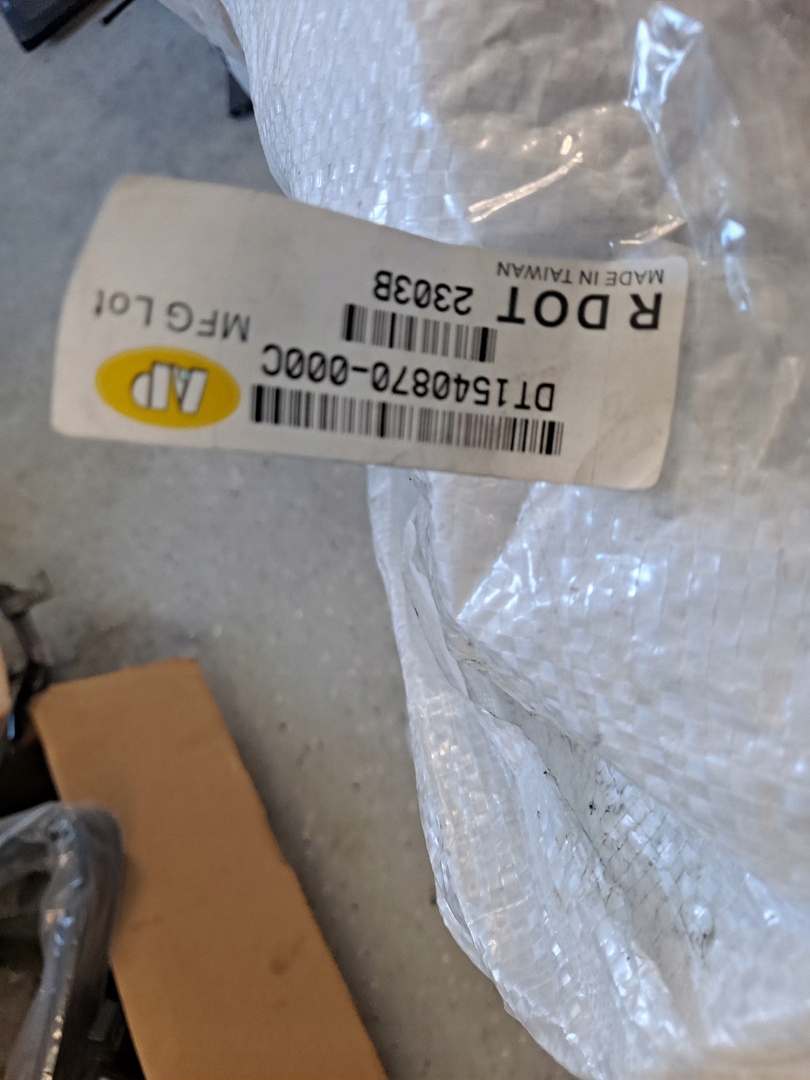 DT1540870-000C
AP
MFG Lot
R DOT 2303B
MADE IN TAIWAN